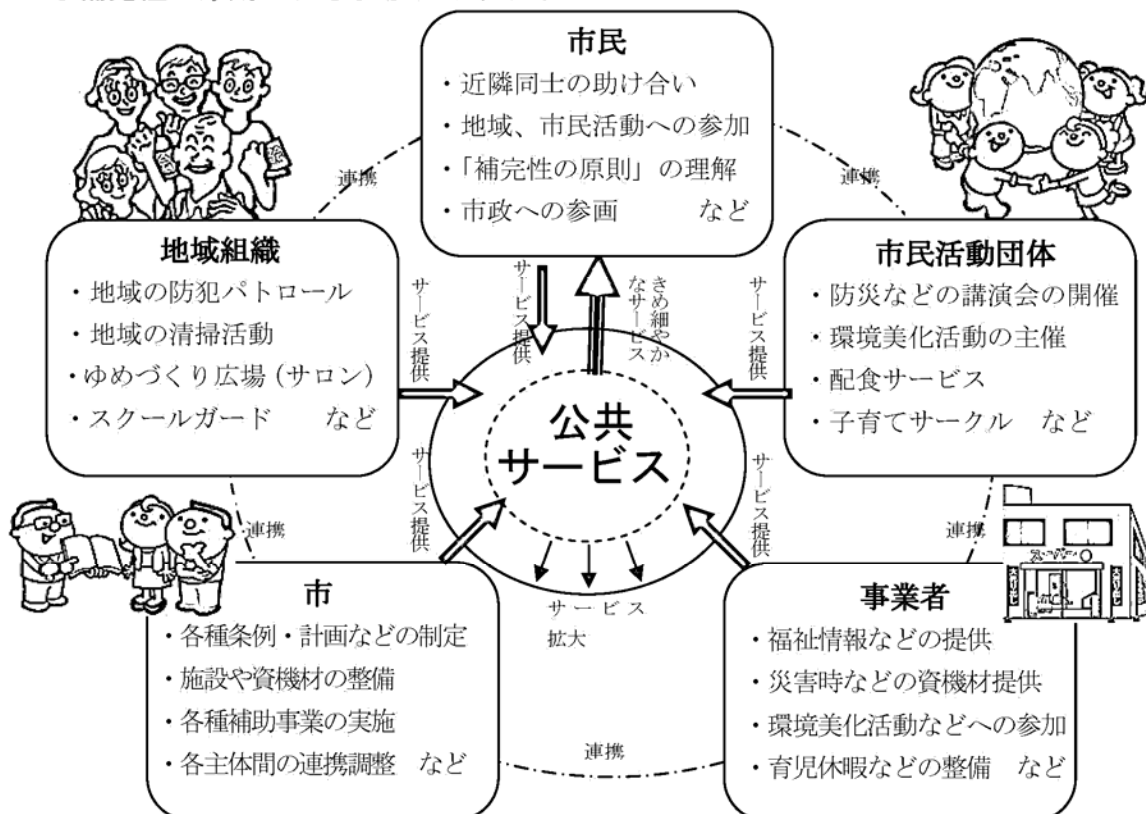 市民
・近隣同士の助け合い
・地域、市民活動への参加
・「補完性の原則」の理解
・市政への参画　　など
連携
連携
地域組織
・地域の防犯パトロール
・地域の清掃活動
・ゆめづくり広場（サロン）
・スクールガード　　など
サービス提供
サービス提供
きめ細やか
なサービス
サービス提供
市民活動団体
・防災などの講演会の開催
・環境美化活動の主催
・配食サービス
・子育てサークル　など
公共
サービス
サービス提供
サービス提供
連携
連携
サービス
拡大
市
・各種条例・計画などの制定
・施設や資機材の整備
・各種補助事業の実施
・各主体間の連携調整　など
連携
スーパー
事業者
・福祉情報などの提供
・災害時などの資機材提供
・環境美化活動などへの参加
・育児休暇などの整備　など